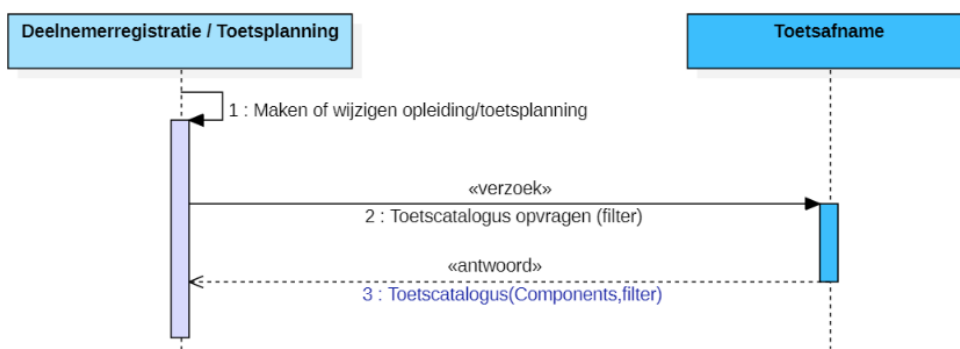 Deelnemerregistratie / Toetsplanning
Toetsafname
1 : Maken of wijzigen opleiding/toetsplanning
«verzoek»
2 : Toetscatalogus opvragen (filter)
«antwoord»
3 : Toetscatalogus(Components,filter)